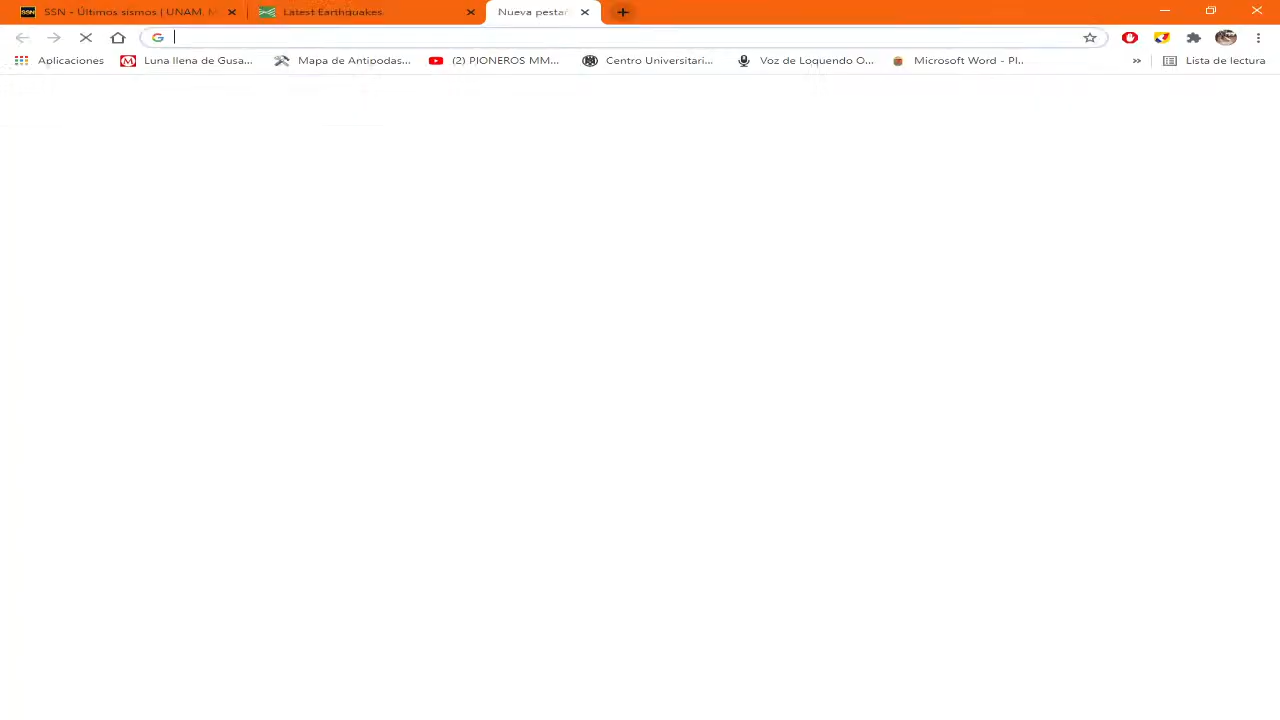 SSN SSN - Últimos sismos | UNAM, M Latest Earthquakes Nueva pestañ
Aplicaciones Luna llena de Gusa... Mapa de Antipodas... (2) PIONEROS MM... Centro Universitari... Voz de Loquendo O... Microsoft Word - Pl.. » Lista de lectura